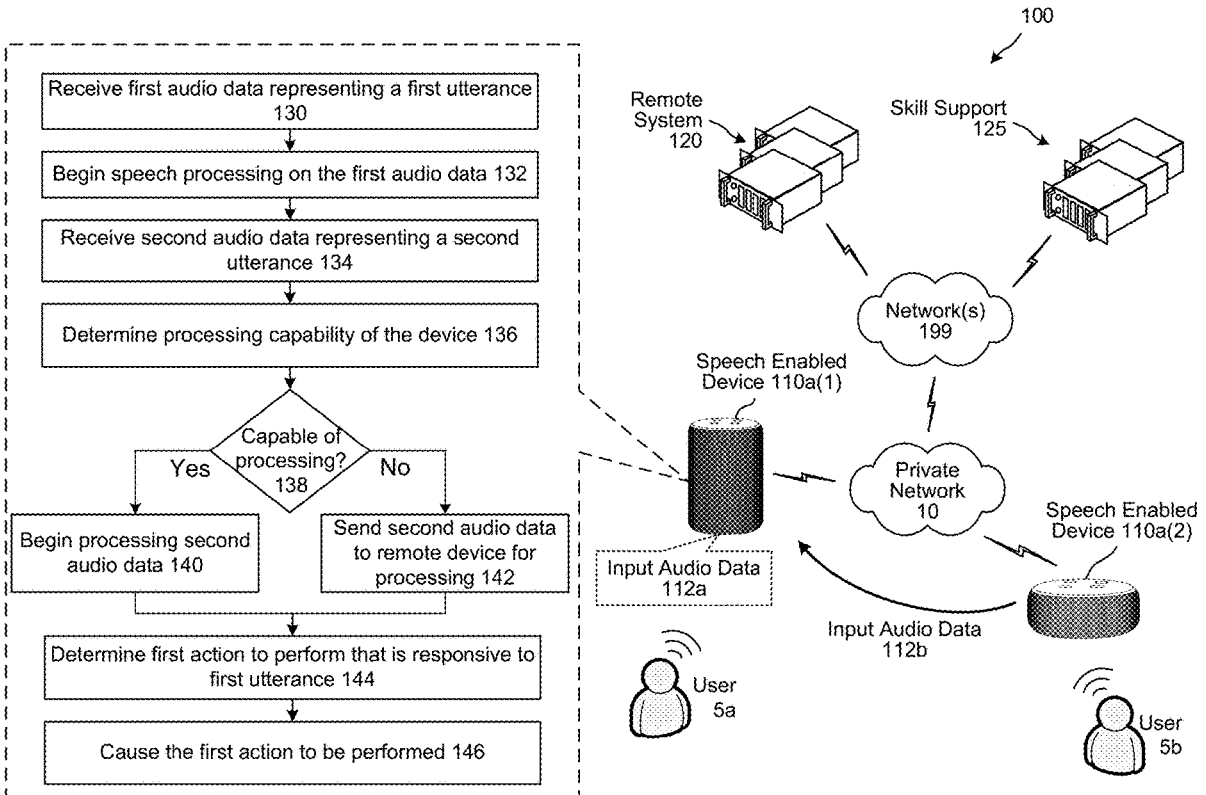 Receive first audio data representing a first utterance
130
Begin speech processing on the first audio data 132
Receive second audio data representing a second
utterance 134
Determine processing capability of the device 136
Capable of
processing?
138
Yes
No
Begin processing second
audio data 140
Send second audio data
to remote device for
processing 142
Determine first action to perform that is responsive to
first utterance 144
Cause the first action to be performed 146
100
Remote
System
120
Skill Support
125
Network(s)
199
Speech Enabled
Device 110a(1)
Private
Network
10
Speech Enabled
Device 110a(2)
Input Audio Data
112a
Input Audio Data
112b
User
5a
User
5b